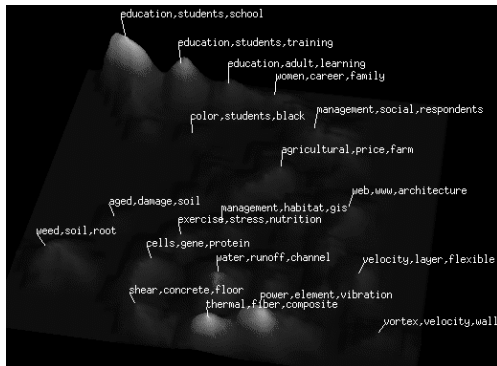 education,students,school
education,students,training
education,adult,learning
women,career,family
management,social,respondents
color,students,black
agricultural,price,farm
web,www,architecture
aged,damage,soil
management,habitat,gis
exercise,stress,nutrition
weed,soil,root
cells,gene,protein
water,runoff,channel
velocity,layer,flexible
shear,concrete,floor
power,element,vibration
thermal,fiber,composite
vortex,velocity,wall